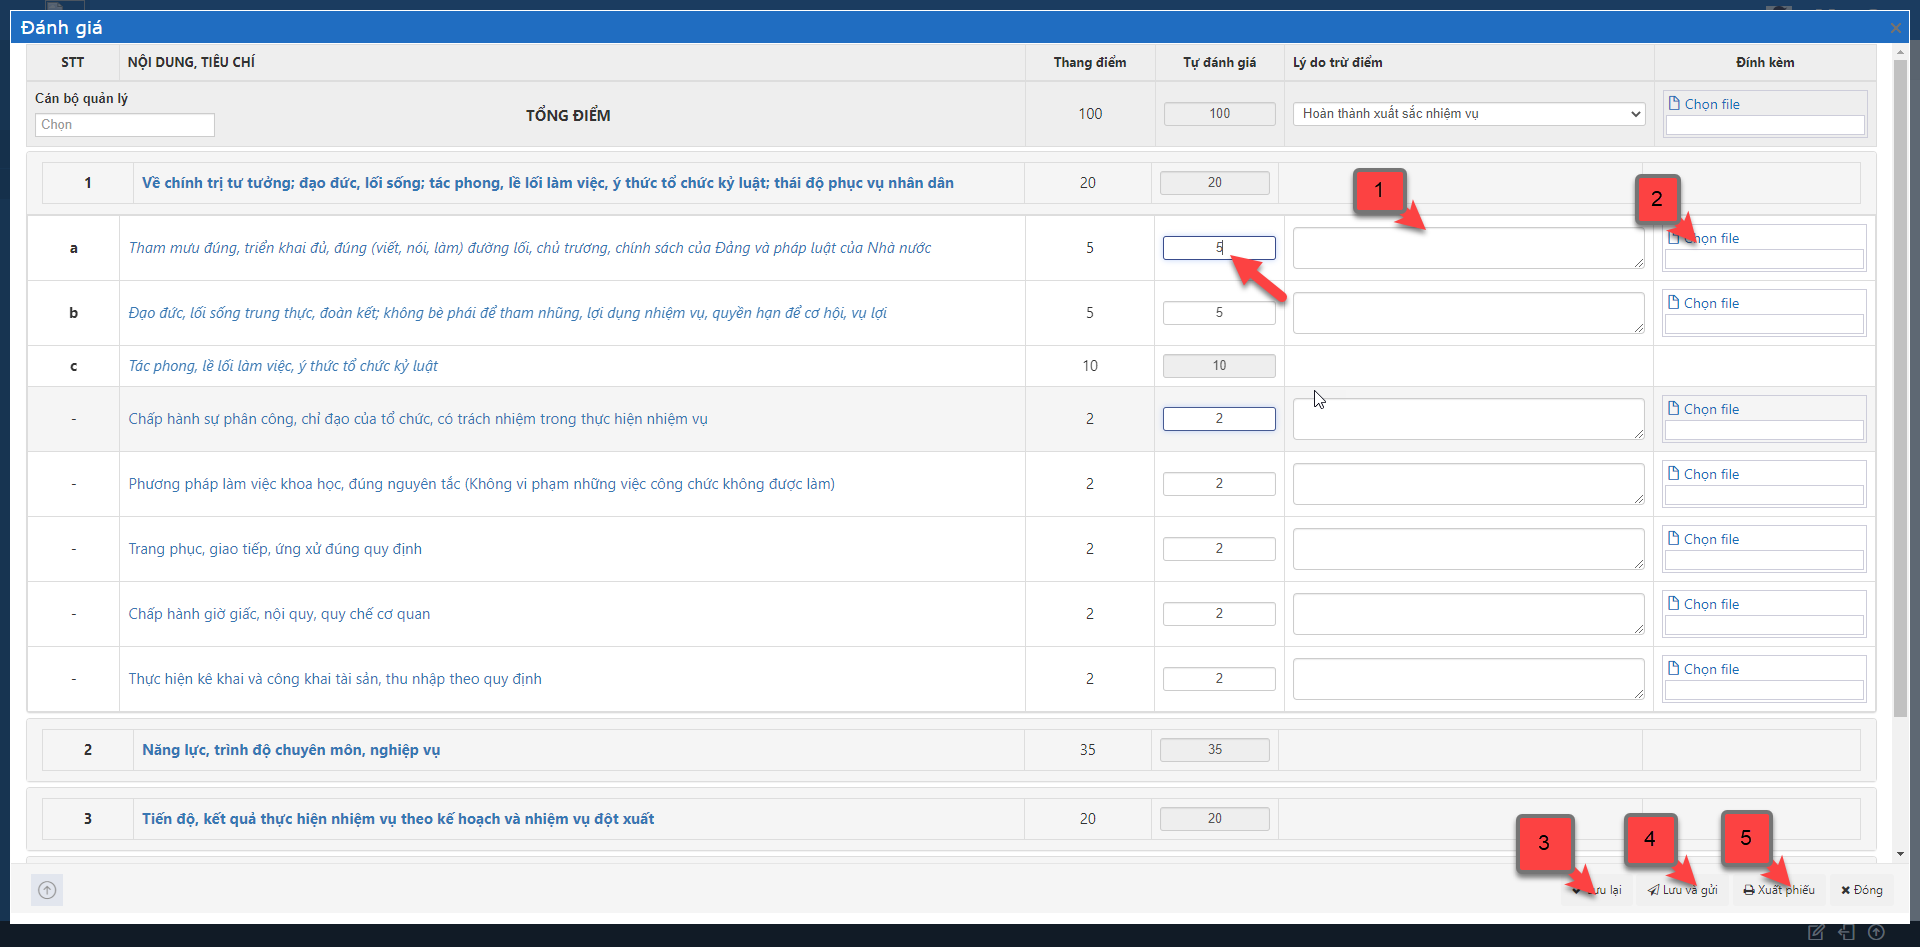 Đánh giá
STT NỘI DUNG, TIÊU CHÍ Thang điểm Tự đánh giá Lý do trừ điểm Đính kèm
Cán bộ quản lý
Chọn
TỔNG ĐIỂM 100 100 Hoàn thành xuất sắc nhiệm vụ Chọn file
1 Về chính trị tư tưởng; đạo đức, lối sống; tác phong, lề lối làm việc, ý thức tổ chức kỷ luật; thái độ phục vụ nhân dân 20 20
1
2
a Tham mưu đúng, triển khai đủ, đúng (viết, nói, làm) đường lối, chủ trương, chính sách của Đảng và pháp luật của Nhà nước 5 5 Chọn file
b Đạo đức, lối sống trung thực, đoàn kết; không bè phái để tham nhũng, lợi dụng nhiệm vụ, quyền hạn để cơ hội, vụ lợi 5 5 Chọn file
c Tác phong, lề lối làm việc, ý thức tổ chức kỷ luật 10 10
- Chấp hành sự phân công, chỉ đạo của tổ chức, có trách nhiệm trong thực hiện nhiệm vụ 2 2 Chọn file
- Phương pháp làm việc khoa học, đúng nguyên tắc (Không vi phạm những việc công chức không được làm) 2 2 Chọn file
- Trang phục, giao tiếp, ứng xử đúng quy định 2 2 Chọn file
- Chấp hành giờ giấc, nội quy, quy chế cơ quan 2 2 Chọn file
- Thực hiện kê khai và công khai tài sản, thu nhập theo quy định 2 2 Chọn file
2 Năng lực, trình độ chuyên môn, nghiệp vụ 35 35
3 Tiến độ, kết quả thực hiện nhiệm vụ theo kế hoạch và nhiệm vụ đột xuất 20 20
3
4
5
Lưu lại Lưu và gửi Xuất phiếu Đóng